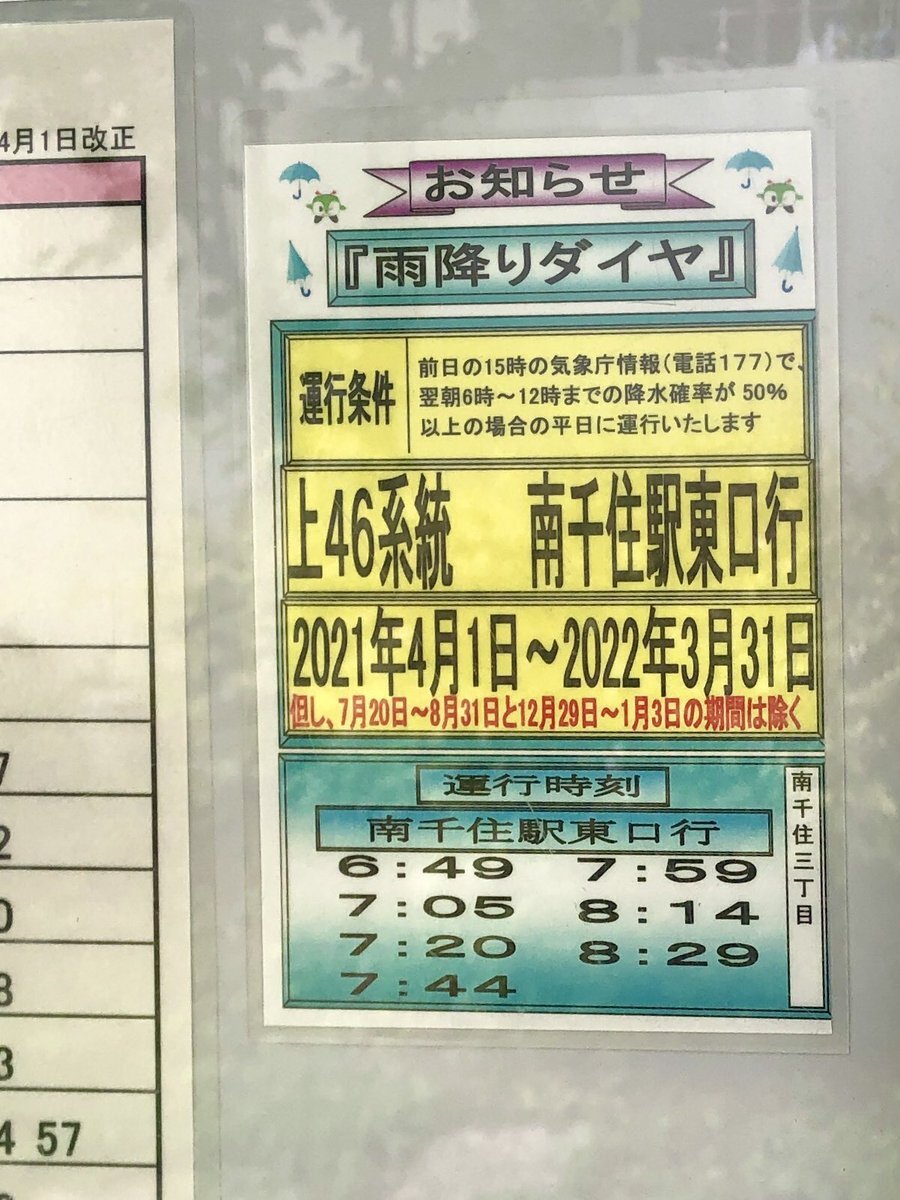 4月1日改正
お知らせ
『雨降りダイヤ』
運行条件
前日の15時の気象庁情報(電話177)で、
翌朝6時～12時までの降水確率が 50%
以上の場合の平日に運行いたします
上46系統　南千住駅東口行
2021年4月1日～2022年3月31日
但し、7月20日～8月31日と12月29日～1月3日の期間は除く
運行時刻
南千住駅東口行
南千住三丁目
6:49 7:59
7:05 8:14
7:20 8:29
7:44
7
2
0
8
3
4 57